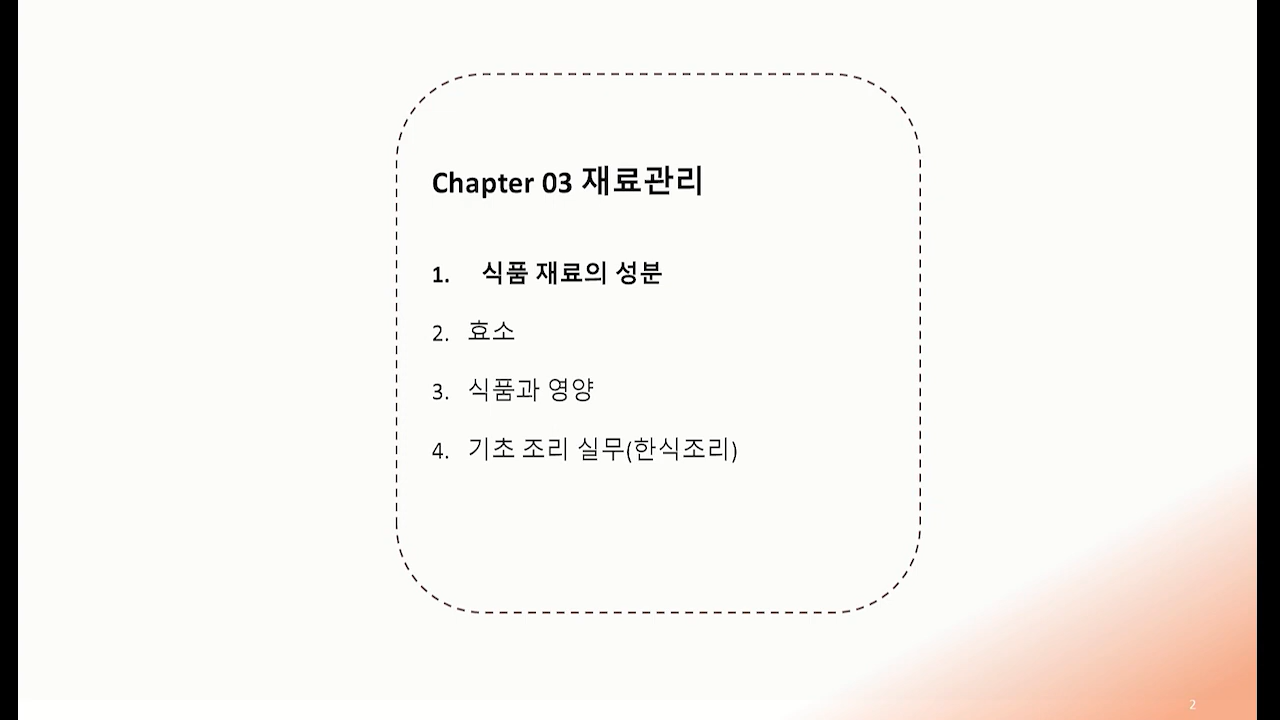 Chapter 03 재료관리
1. 식품 재료의 성분
2. 효소
3. 식품과 영양
4. 기초 조리 실무(한식조리)
2